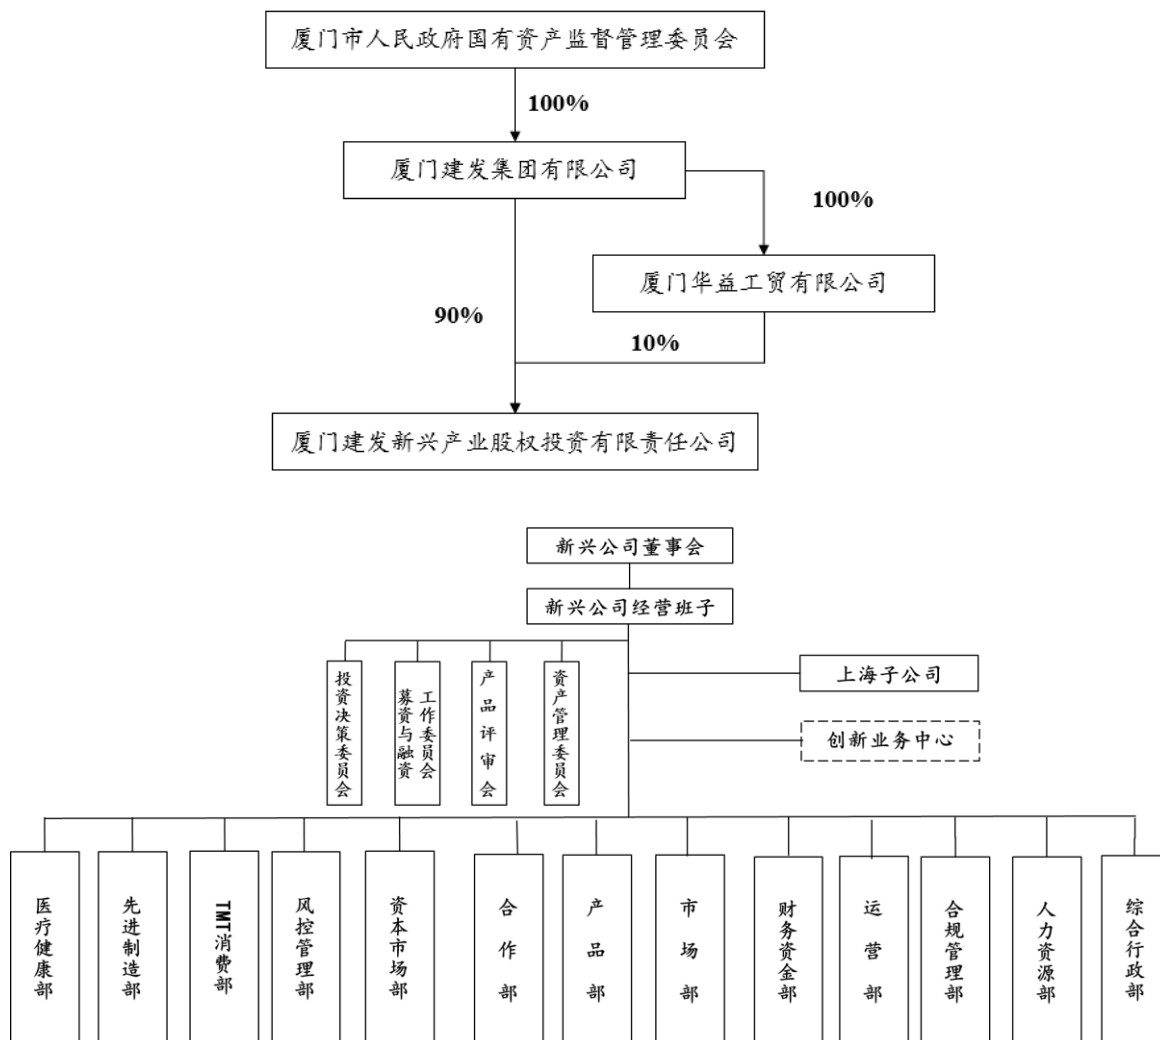 厦门市人民政府国有资产监督管理委员会
100%
厦门建发集团有限公司
100%
厦门华益工贸有限公司
90%
10%
厦门建发新兴产业股权投资有限责任公司
新兴公司董事会
新兴公司经营班子
投资决策委员会
募资与融资
工作委员会
产品评审会
资产管理委员会
上海子公司
创新业务中心
医疗健康部
先进制造部
TMT消费部
风控管理部
资本市场部
合作部
产品部
市场部
财务资金部
运营部
合规管理部
人力资源部
综合行政部